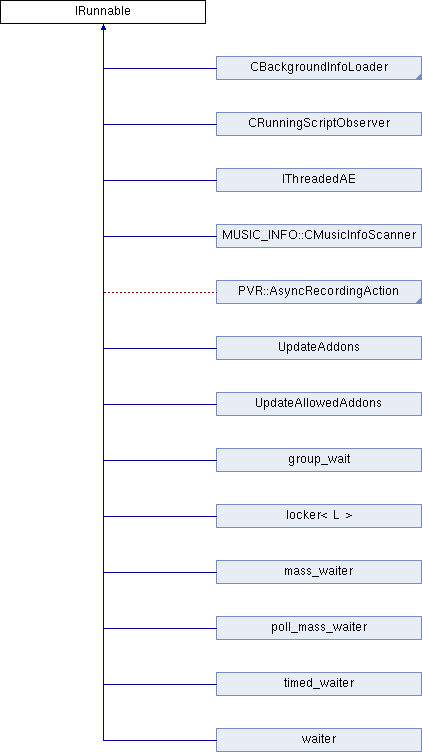 IRunnable
CBackgroundInfoLoader
CRunningScriptObserver
IThreadedAE
MUSIC_INFO::CMusicInfoScanner
PVR::AsyncRecordingAction
UpdateAddons
UpdateAllowedAddons
group_wait
locker< L >
mass_waiter
poll_mass_waiter
timed_waiter
waiter